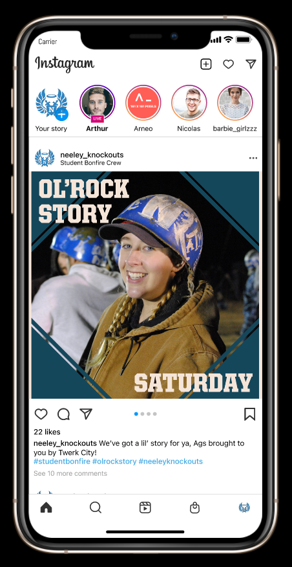 Carrier
Instagram
LIVE
Your story
Arthur
Arneo
Nicolas
barbie_girlzzz
neeley_knockouts
Student Bonfire Crew
OL'ROCK
STORY
SATURDAY
22 likes
neeley_knockouts We've got a lil' story for ya, Ags brought to
you by Twerk City!
#studentbonfire #olrockstory #neeleyknockouts
See 10 more comments